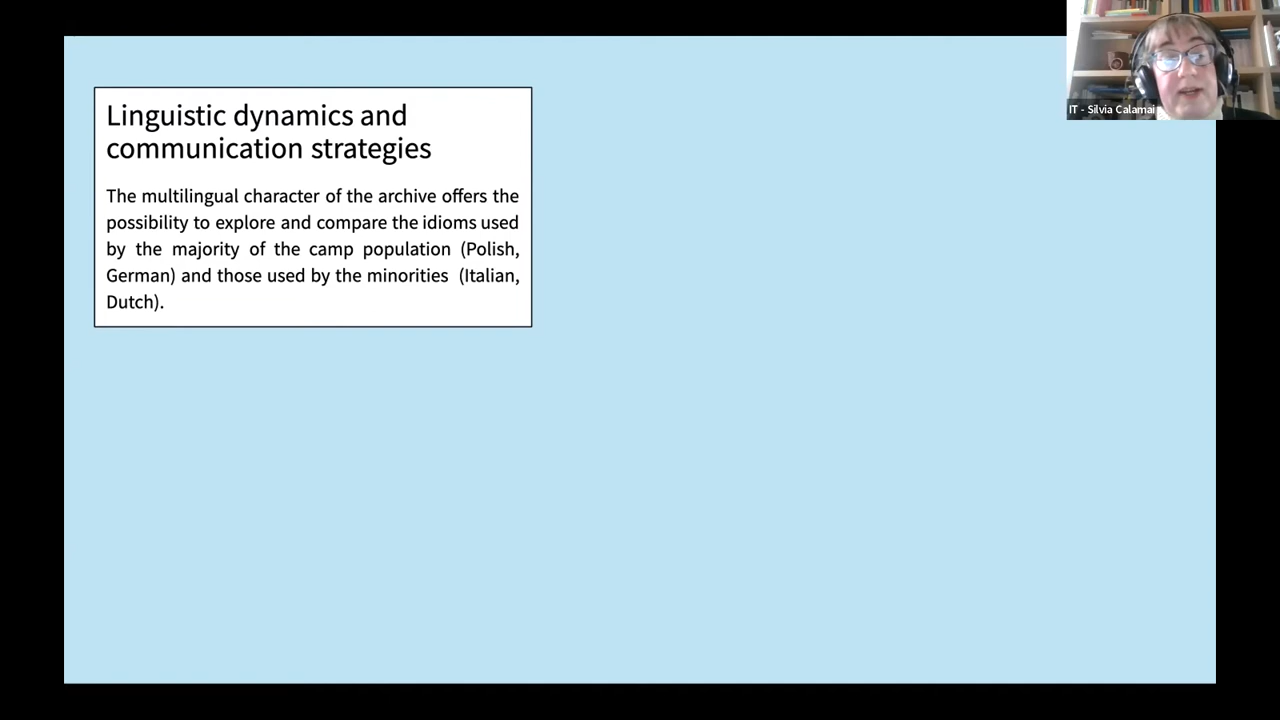 IT - Silvia Calamai
Linguistic dynamics and
communication strategies
The multilingual character of the archive offers the
possibility to explore and compare the idioms used
by the majority of the camp population (Polish,
German) and those used by the minorities (Italian,
Dutch).